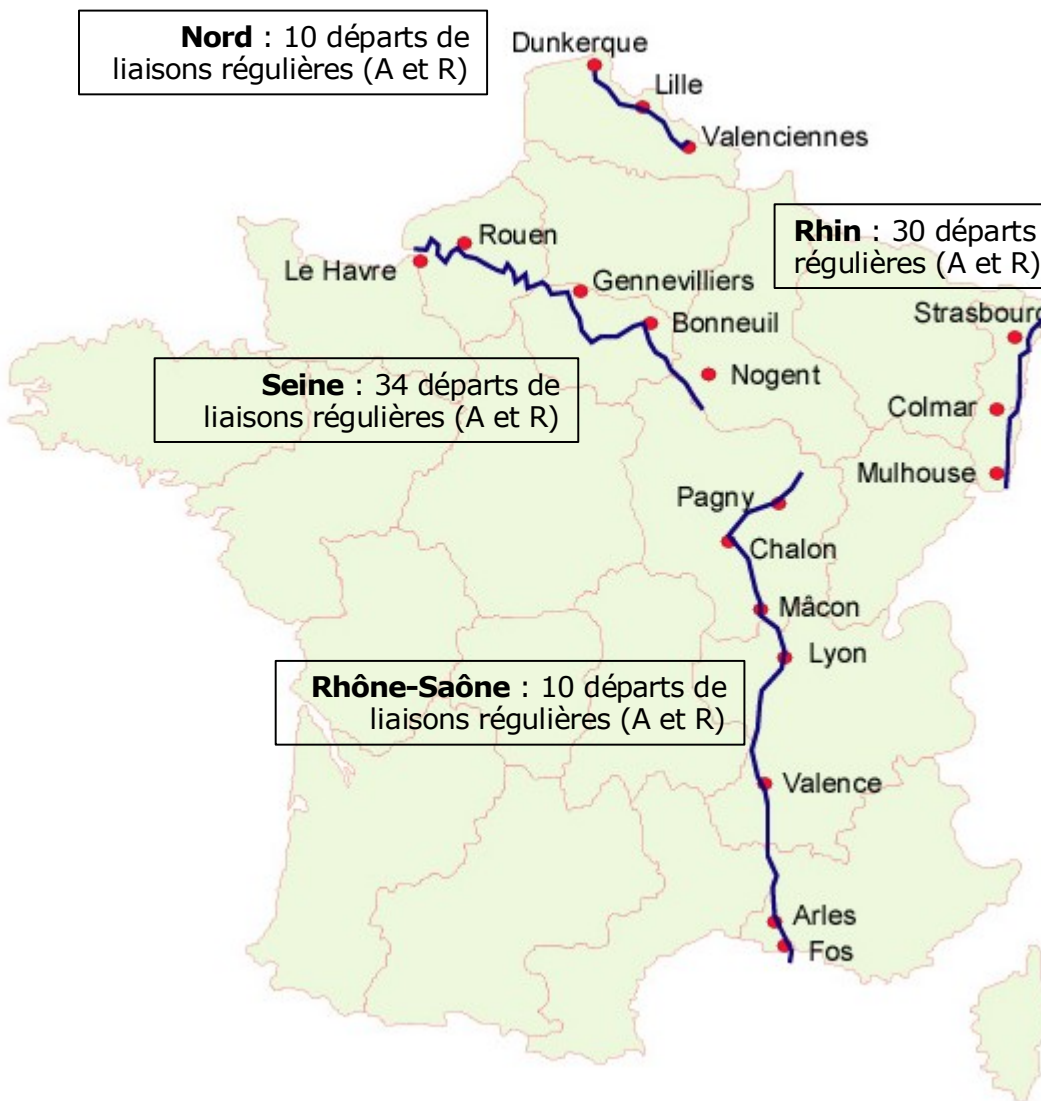 Nord : 10 départs de
liaisons régulières (A et R)
Dunkerque
Lille
Valenciennes
Rhin : 30 départs
régulières (A et R)
Rouen
Le Havre
Gennevilliers
Bonneuil
Nogent
Strasbourg
Colmar
Mulhouse
Seine : 34 départs de
liaisons régulières (A et R)
Pagny
Chalon
Mâcon
Lyon
Rhône-Saône : 10 départs de
liaisons régulières (A et R)
Valence
Arles
Fos